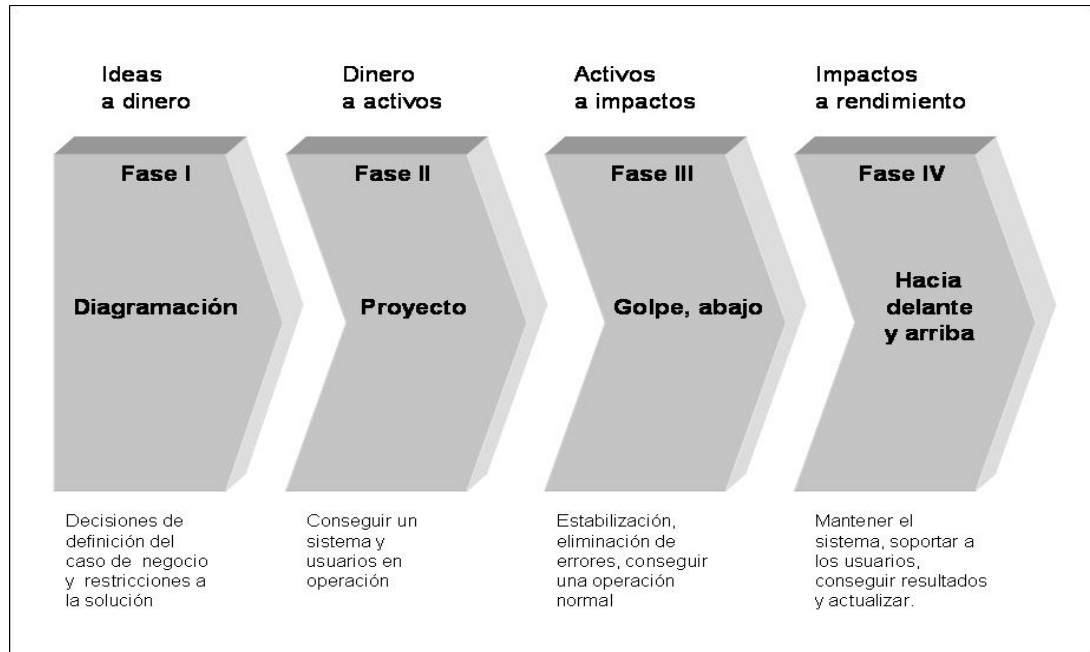 Ideas
a dinero
Dinero
a activos
Activos
a impactos
Impactos
a rendimiento
Fase I
Fase II
Fase III
Fase IV
Diagramación
Proyecto
Golpe, abajo
Hacia
delante
y arriba
Decisiones de
definición del
caso de negocio
y restricciones a
la solución
Conseguir un
sistema y
usuarios en
operación
Estabilización,
eliminación de
errores, conseguir
una operación
normal
Mantener el
sistema, soportar a
los usuarios,
conseguir resultados
y actualizar.